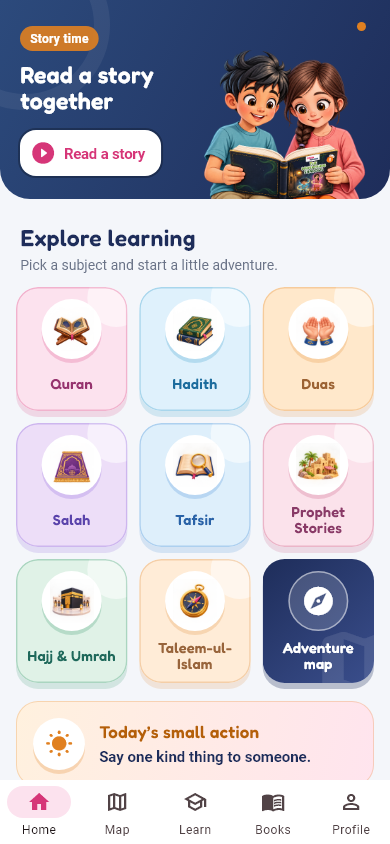 Story time
Read a story
together
Read a story
Explore learning
Pick a subject and start a little adventure.
Quran
Hadith
Duas
Salah
Tafsir
Prophet
Stories
Hajj & Umrah
Taleem-ul-
Islam
Adventure
map
Today's small action
Say one kind thing to someone.
Home
Map
Learn
Books
Profile